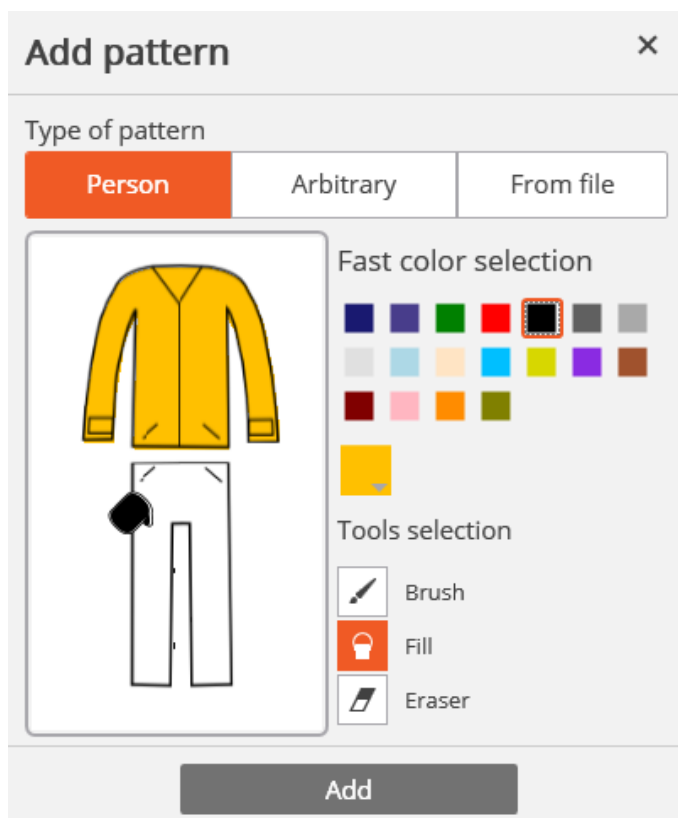 Add pattern
Type of pattern
Person
Arbitrary
From file
Fast color selection
Tools selection
Brush
Fill
Eraser
Add